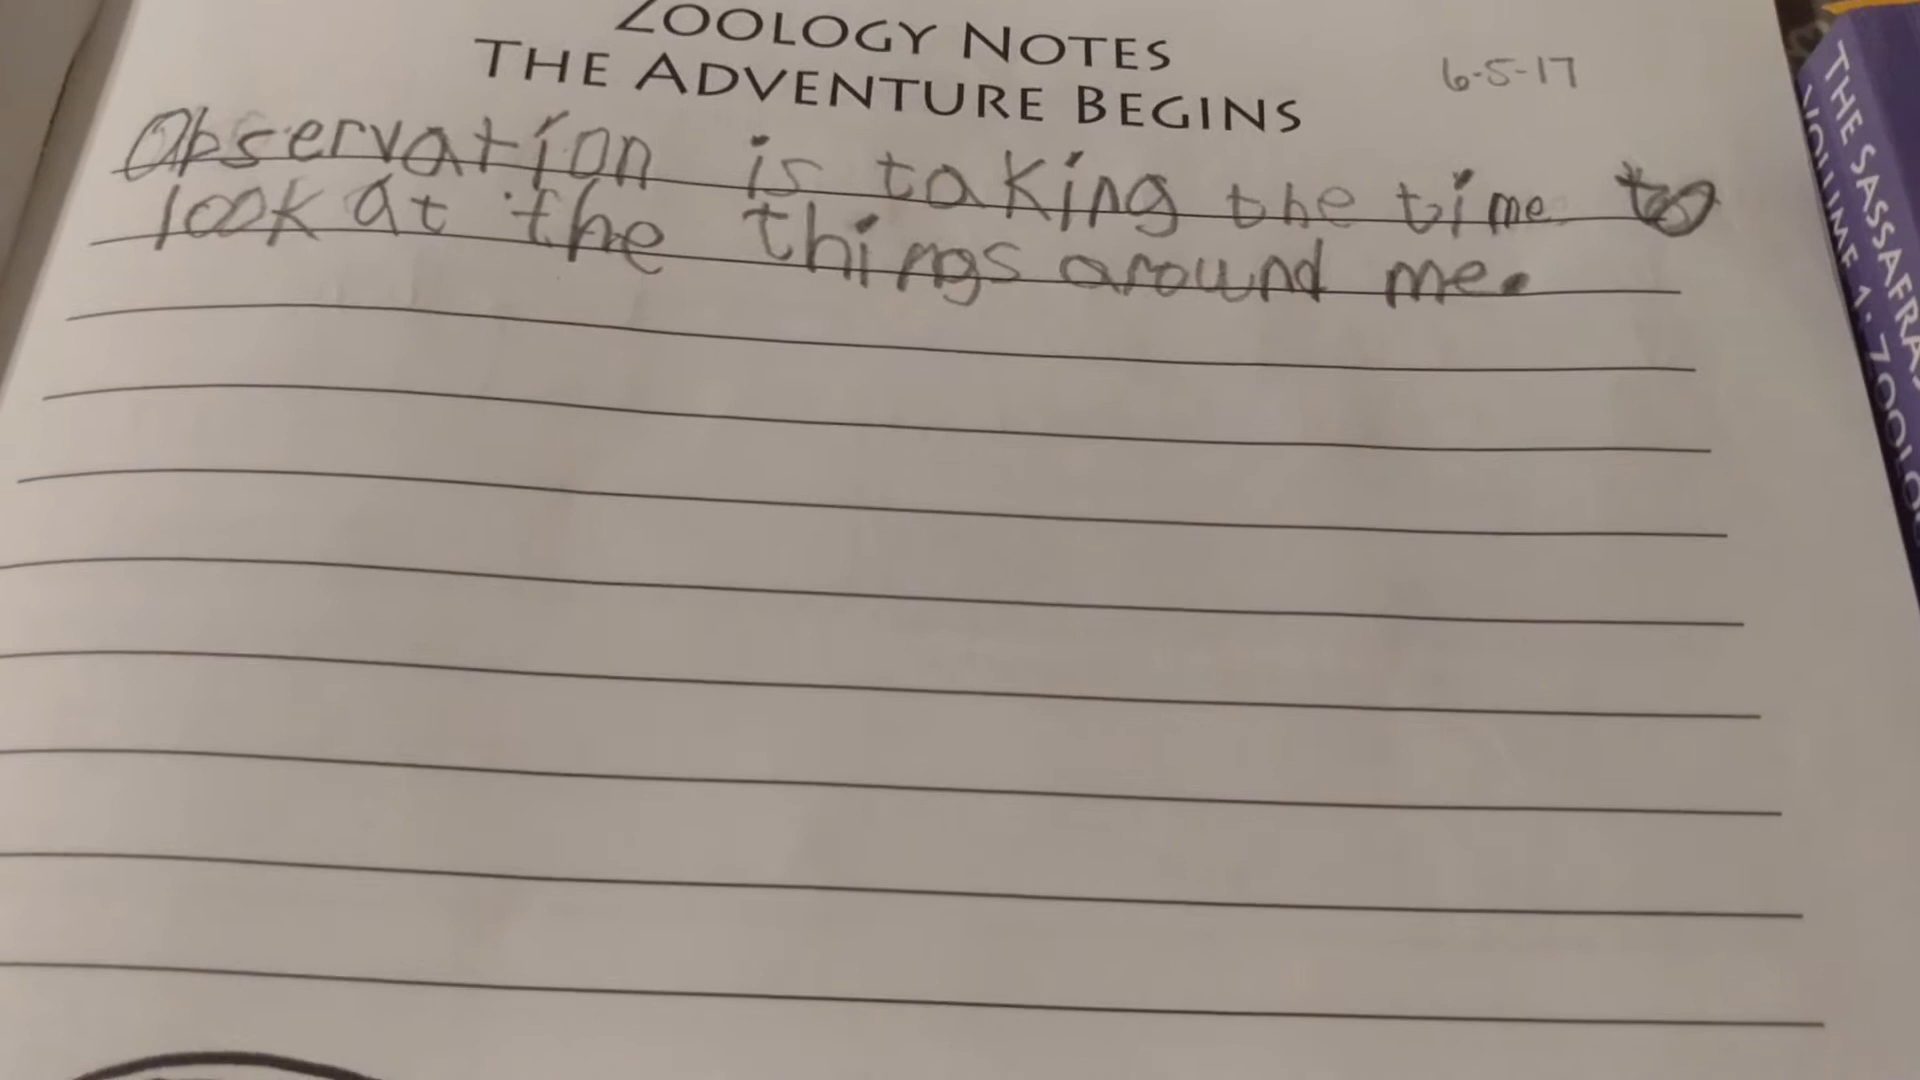 ZOOLOGY NOTES
THE ADVENTURE BEGINS
6-5-17
Observation is taking the time to
look at the things around me.
THE SASSAFRAS
VOLUME 1: ZOOLOG